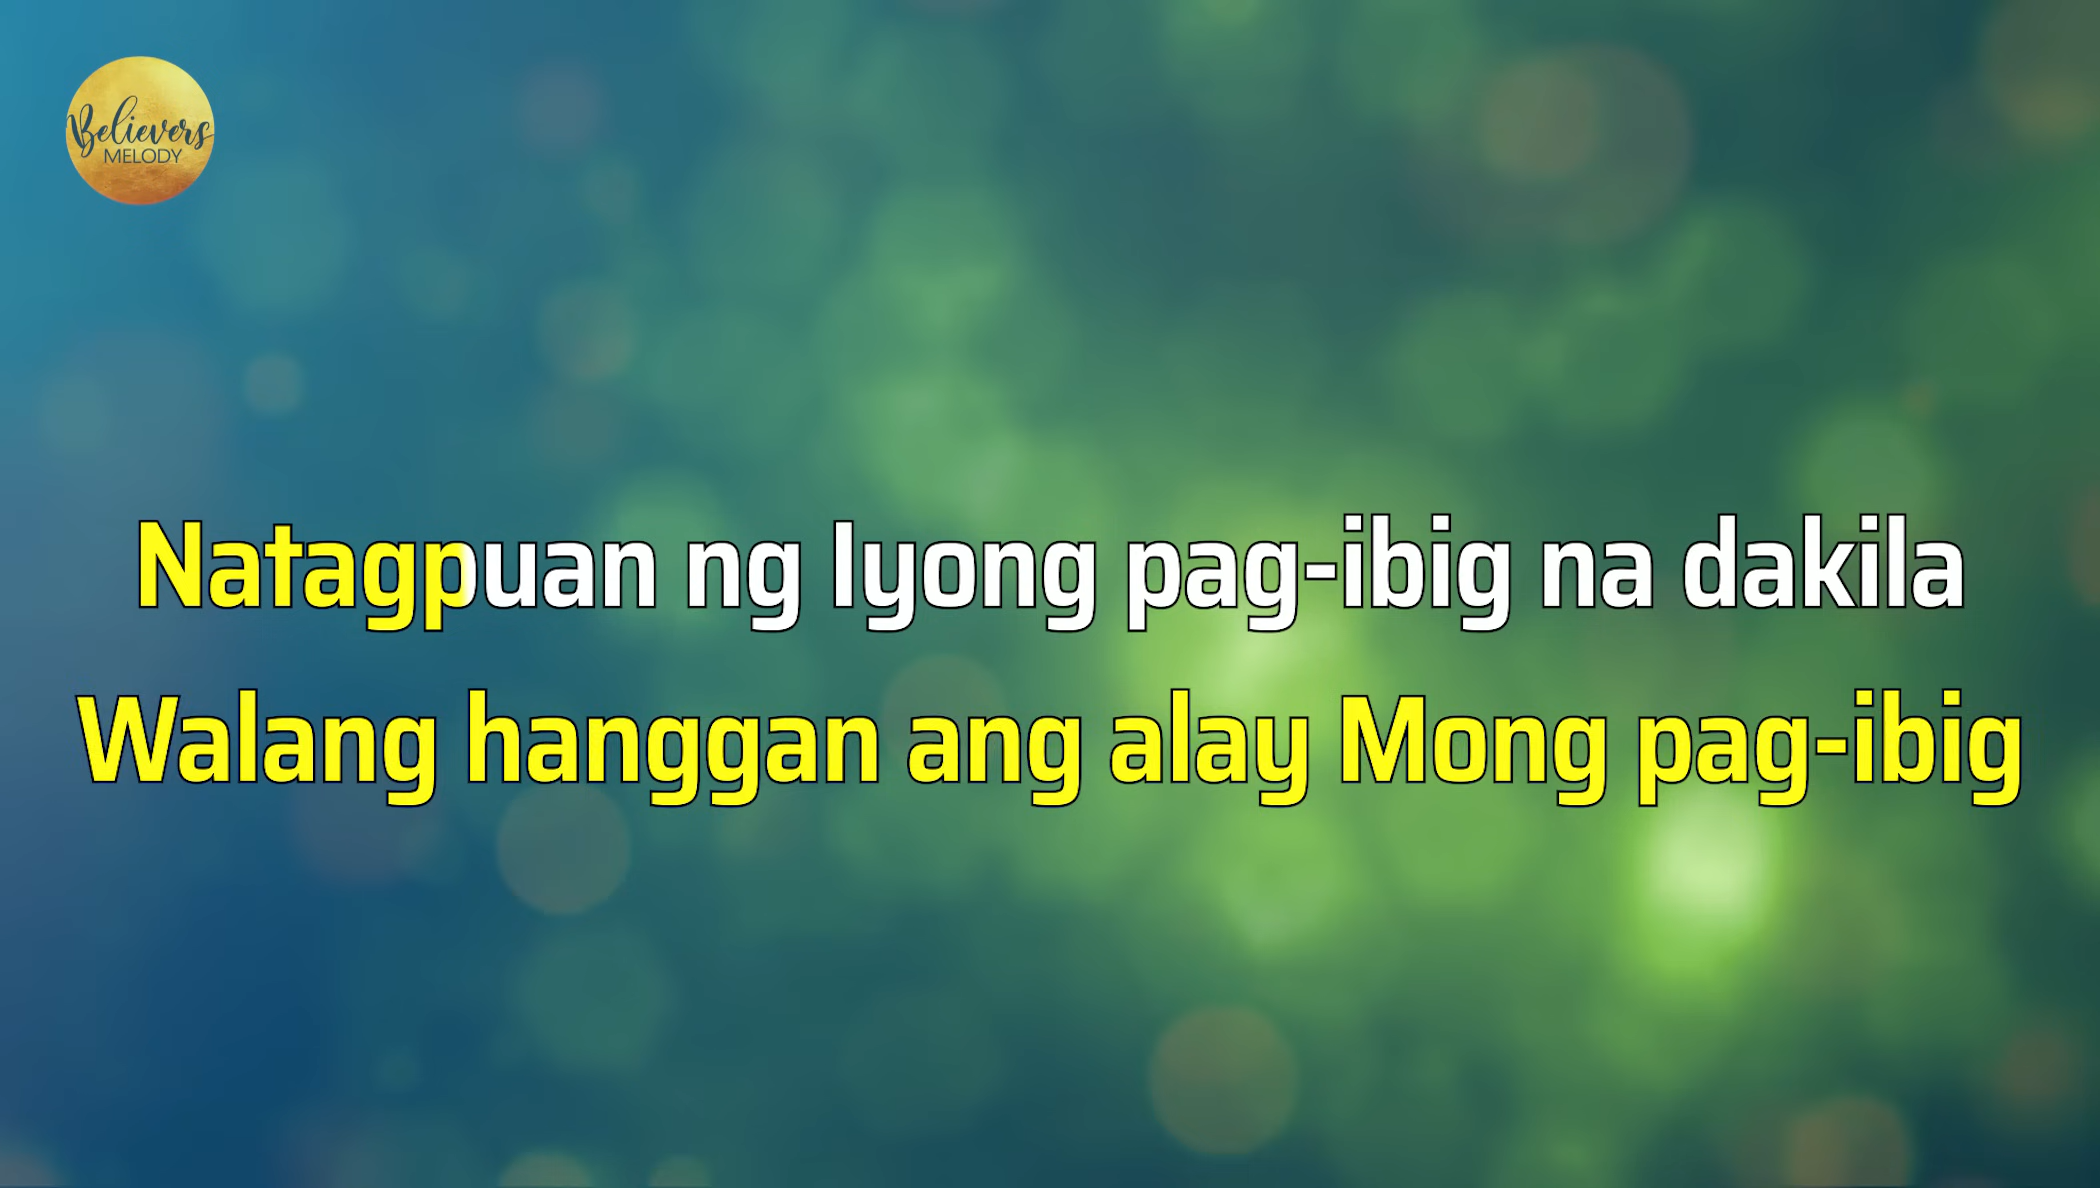 Believers
MELODY
Natagpuan ng Iyong pag-ibig na dakila
Walang hanggan ang alay Mong pag-ibig